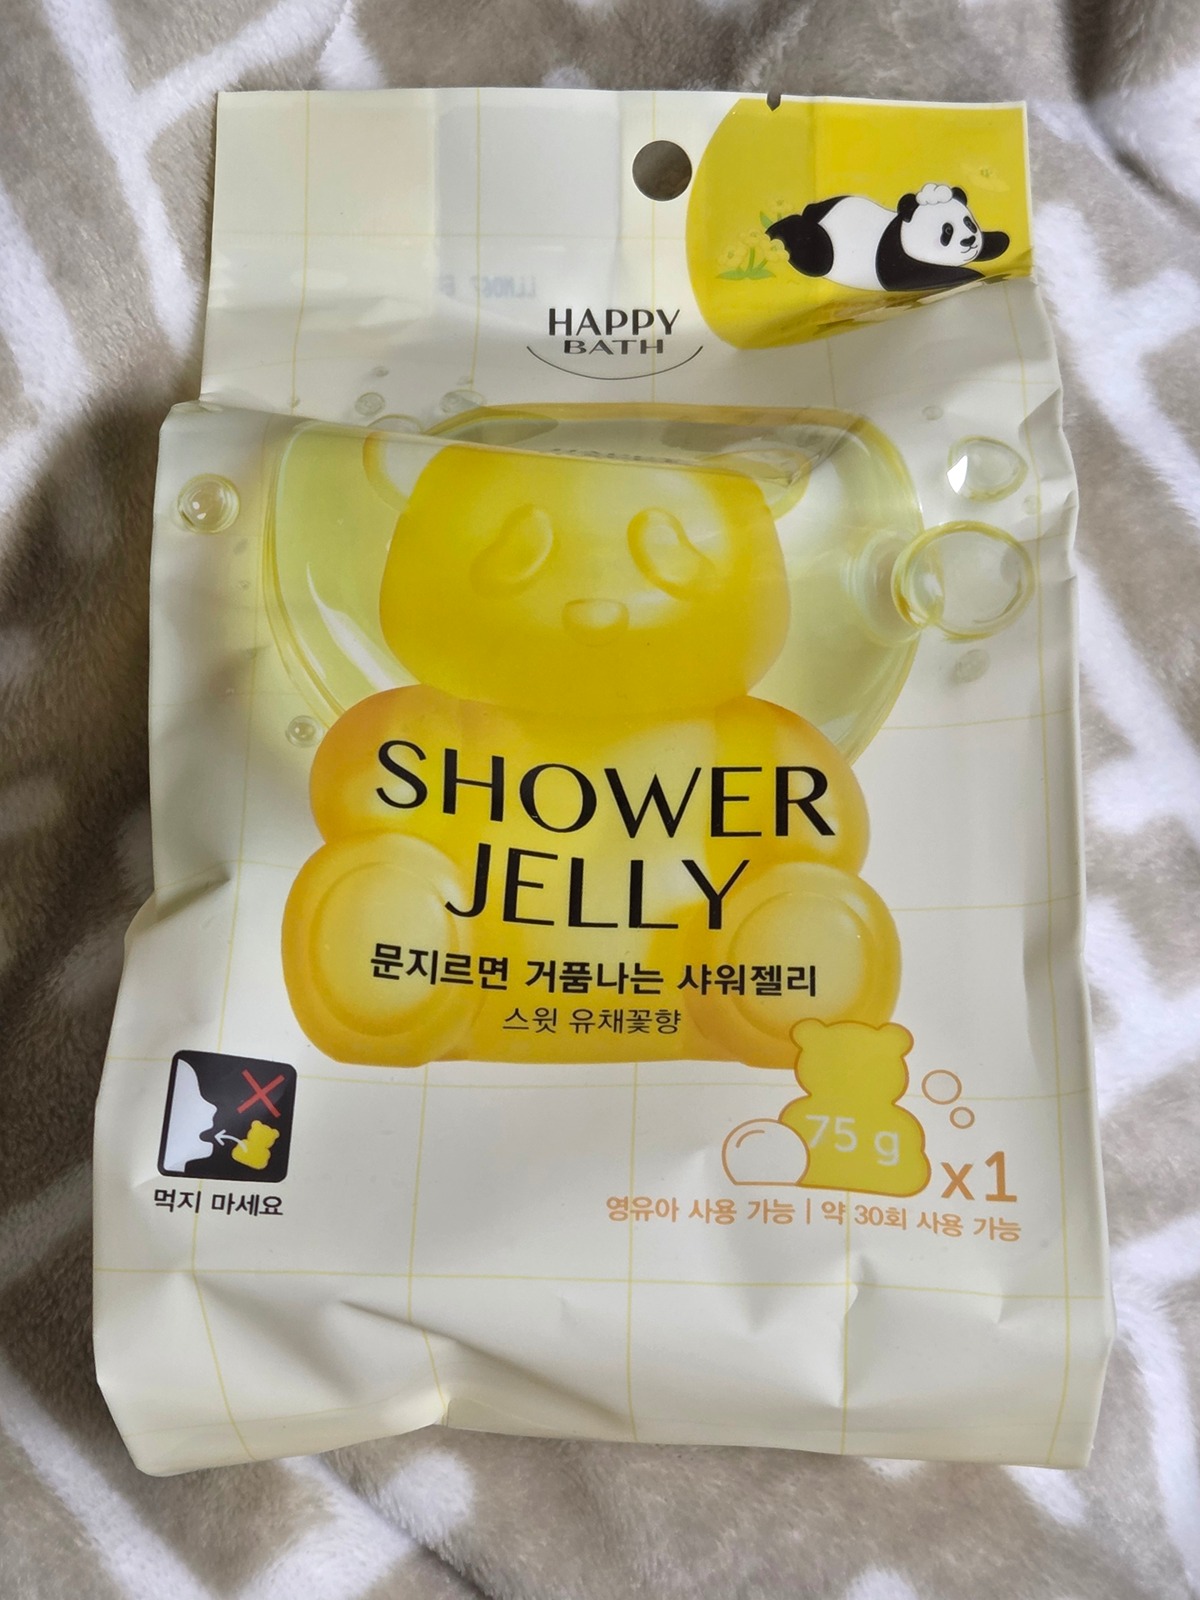 HAPPY
BATH
SHOWER
JELLY
문지르면 거품나는 샤워젤리
스윗 유채꽃향
75 g
x1
먹지 마세요
영유아 사용 가능 | 약 30회 사용 가능